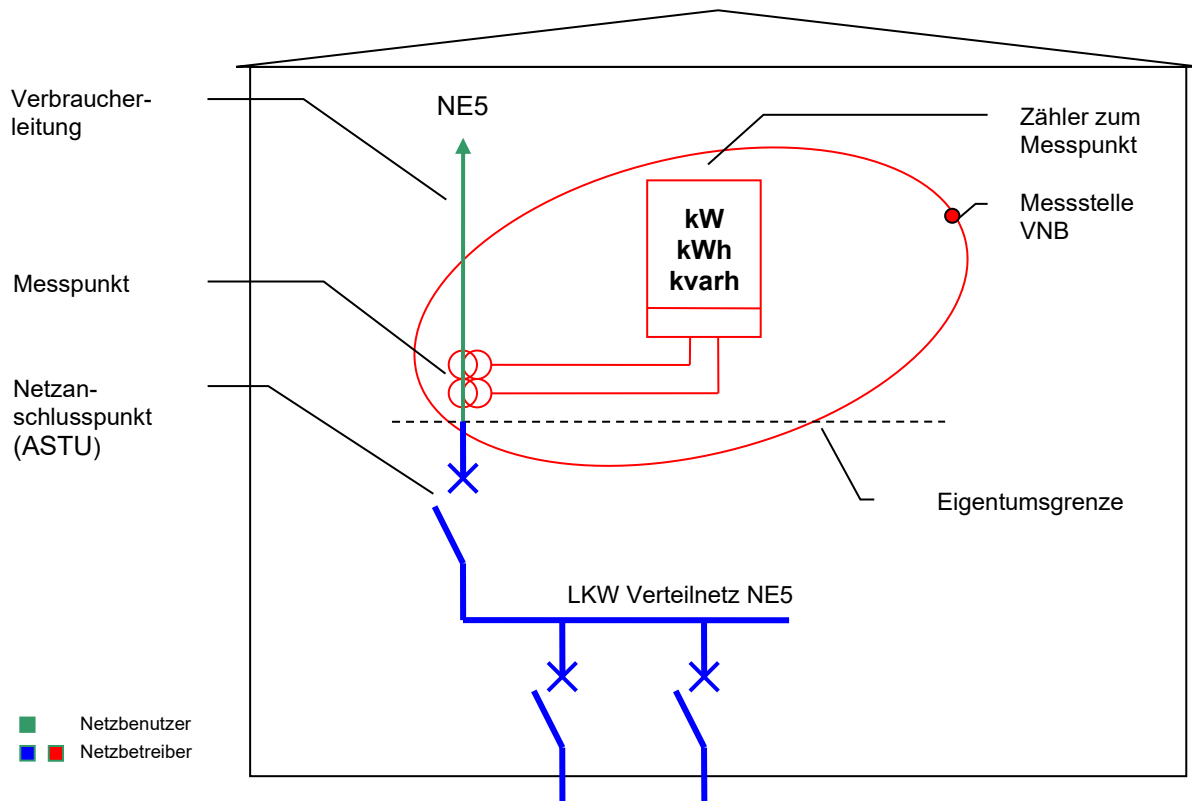 Verbraucher-
leitung
NE5
Zähler zum
Messpunkt
kW
kWh
kvarh
Messstelle
VNB
Messpunkt
Netzan-
schlusspunkt
(ASTU)
Eigentumsgrenze
LKW Verteilnetz NE5
Netzbenutzer
Netzbetreiber